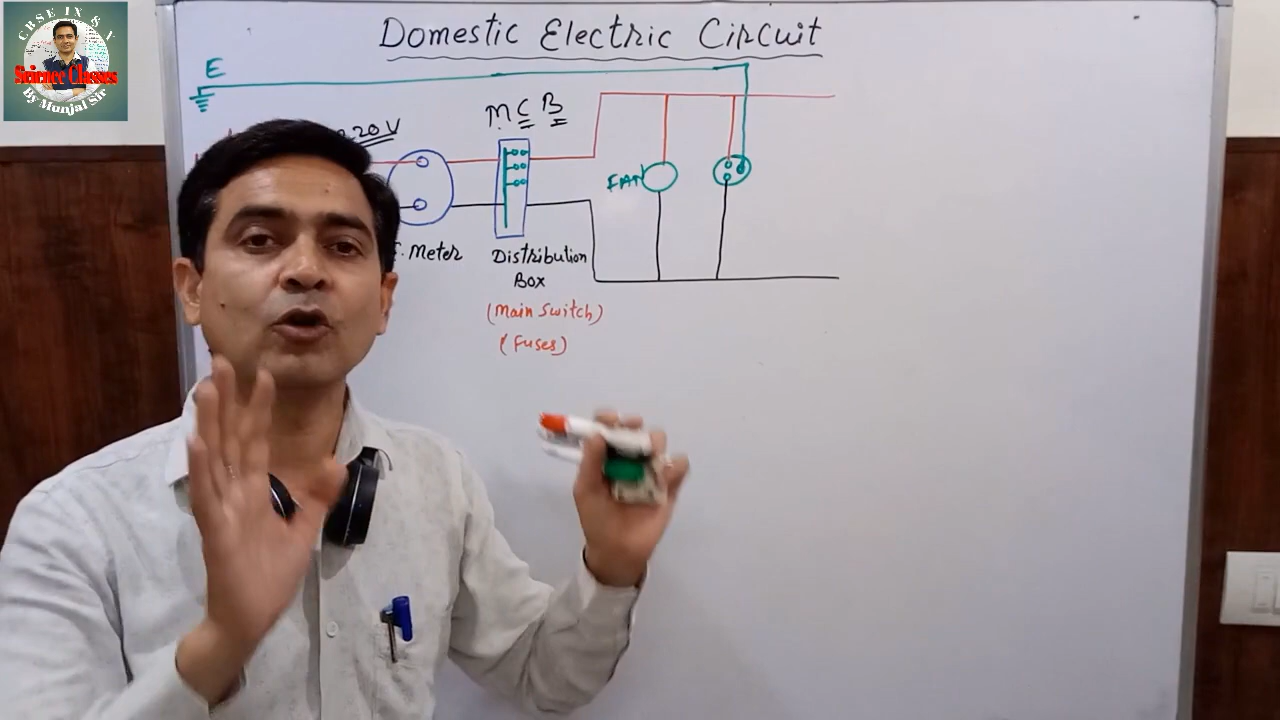 CBSE IX & X
Science Classes
By Munjal Sir
Domestic Electric Circuit
E
220V
MCB
FAN
E. Meter
Distribution
Box
(Main Switch)
(Fuses)